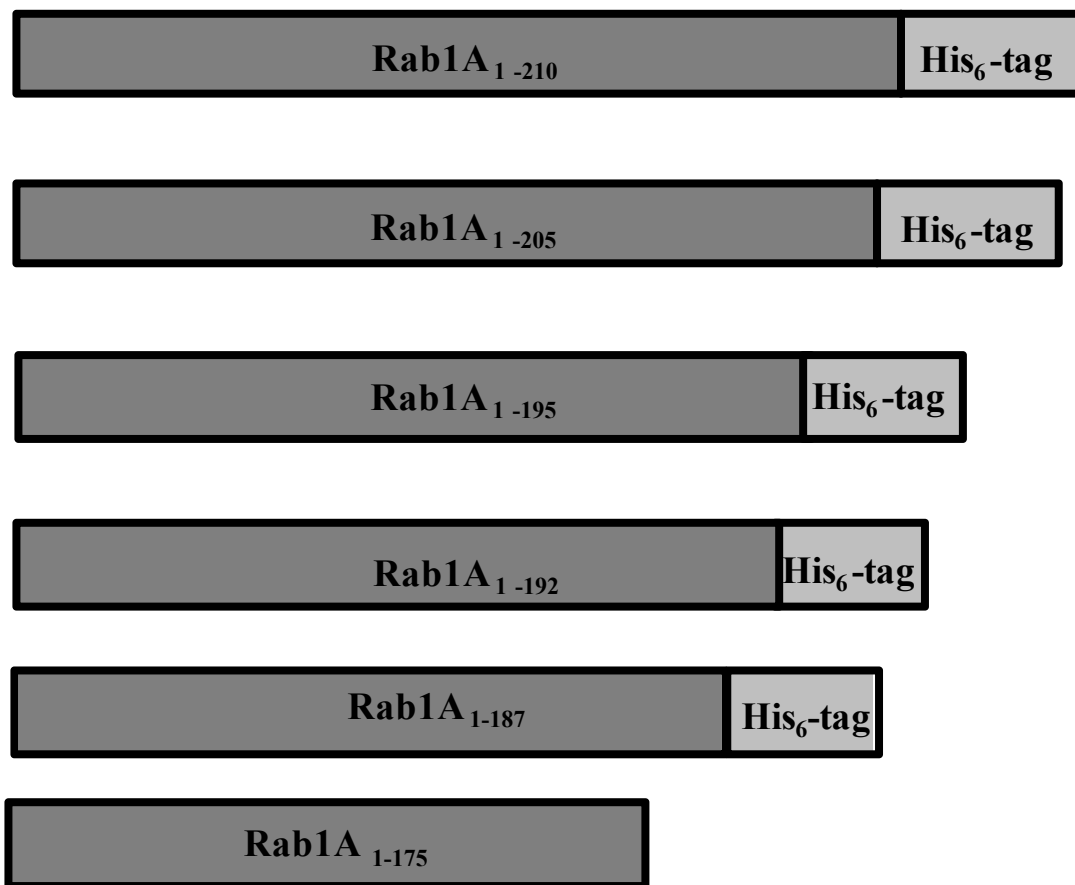 Rab1A 1 -210 His6-tag
Rab1A 1 -205 His6-tag
Rab1A 1 -195 His6-tag
Rab1A 1 -192 His6-tag
Rab1A 1-187 His6-tag
Rab1A 1-175